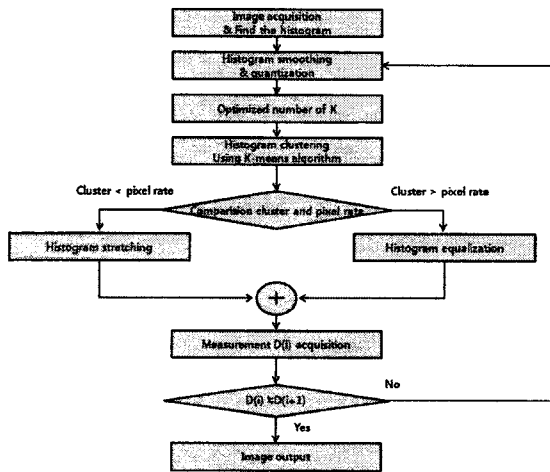 Image acquisition
& Find the histogram
Histogram smoothing
& quantization
Optimized number of K
Histogram clustering
Using K-means algorithm
Cluster < pixel rate
Cluster > pixel rate
Comparision cluster and pixel rate
Histogram stretching
Histogram equalization
+
Measurement D(i) acquisition
No
D(i) D(i+1)
Yes
Image output